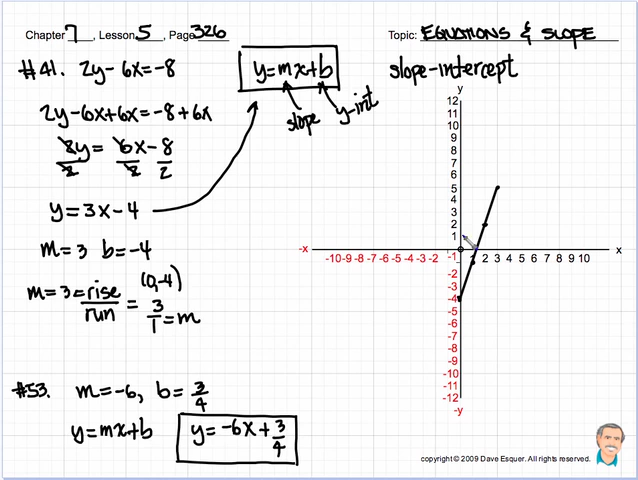 Chapter 7, Lesson 5, Page 326
Topic: EQUATIONS & SLOPE
#41. 2y - 6x = -8
y = mx + b
slope-intercept
slope
y-int
2y - 6x + 6x = -8 + 6x
2y/2 = 6x/2 - 8/2
y = 3x - 4
m = 3 b = -4
(0, -4)
m = 3 = rise/run = 3/1 = m
#53. m = -6, b = 3/4
y = mx + b
y = -6x + 3/4
y
12
11
10
9
8
7
6
5
4
3
2
1
-x -10 -9 -8 -7 -6 -5 -4 -3 -2 -1 1 2 3 4 5 6 7 8 9 10 x
-2
-3
-4
-5
-6
-7
-8
-9
-10
-11
-12
-y
copyright © 2009 Dave Esquer. All rights reserved.